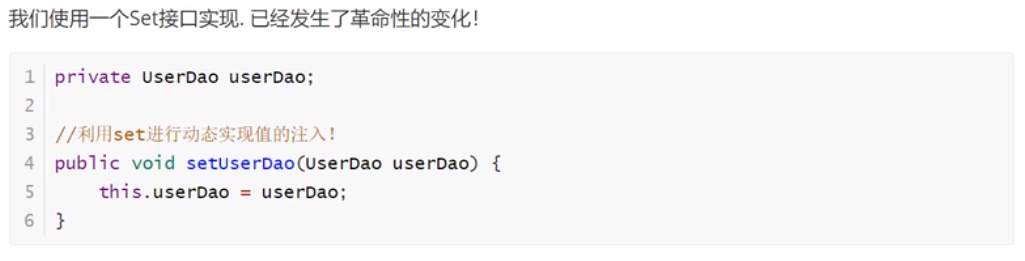 我们使用一个Set接口实现. 已经发生了革命性的变化!
1 private UserDao userDao;
2
3 //利用set进行动态实现值的注入!
4 public void setUserDao(UserDao userDao) {
5     this.userDao = userDao;
6 }